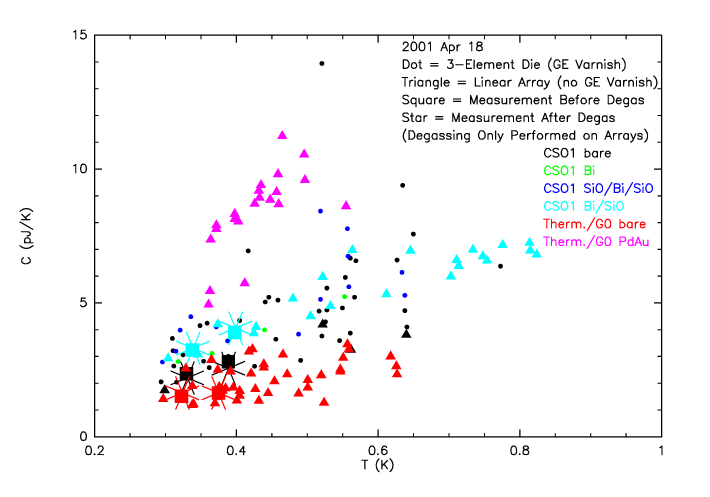 15
10
5
0
0.2
0.4
0.6
0.8
1
T (K)
C (pJ/K)
2001 Apr 18
Dot = 3-Element Die (GE Varnish)
Triangle = Linear Array (no GE Varnish)
Square = Measurement Before Degas
Star = Measurement After Degas
(Degassing Only Performed on Arrays)
CSO1 bare
CSO1 Bi
CSO1 SiO/Bi/SiO
CSO1 Bi/SiO
Therm./G0 bare
Therm./G0 PdAu